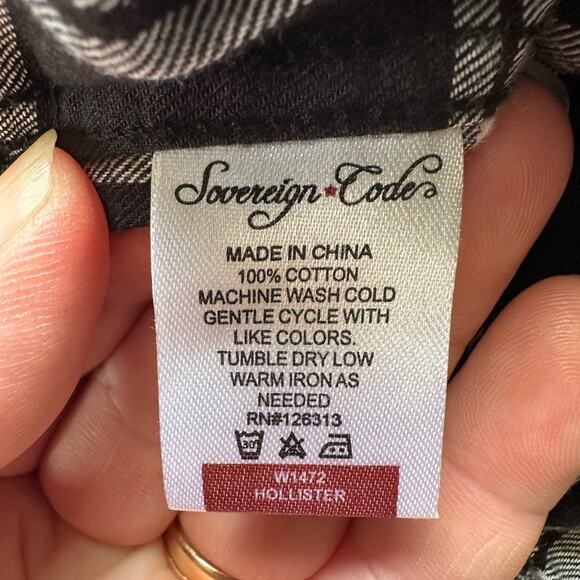 Sovereign Code
MADE IN CHINA
100% COTTON
MACHINE WASH COLD
GENTLE CYCLE WITH
LIKE COLORS.
TUMBLE DRY LOW
WARM IRON AS
NEEDED
RN#126313
30°
W1472
HOLLISTER